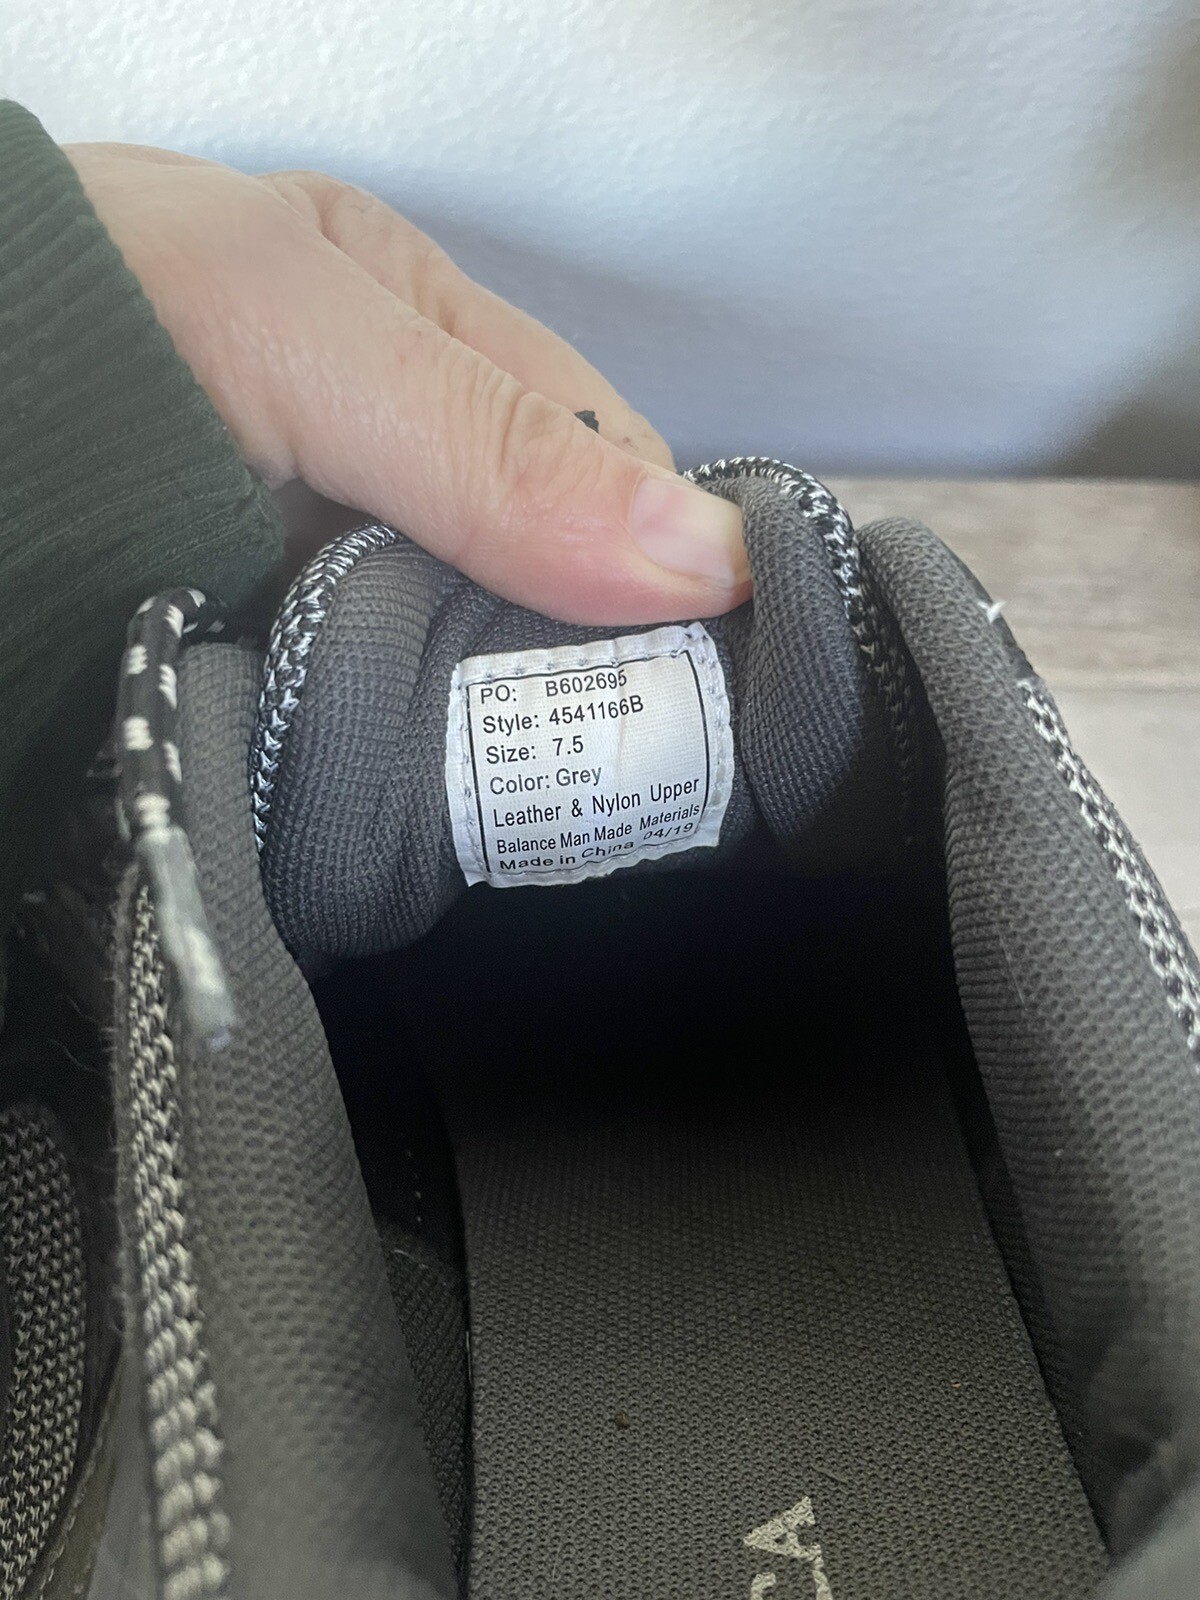 PO: B602695
Style: 4541166B
Size: 7.5
Color: Grey
Leather & Nylon Upper
Balance Man Made Materials
Made in China 04/19